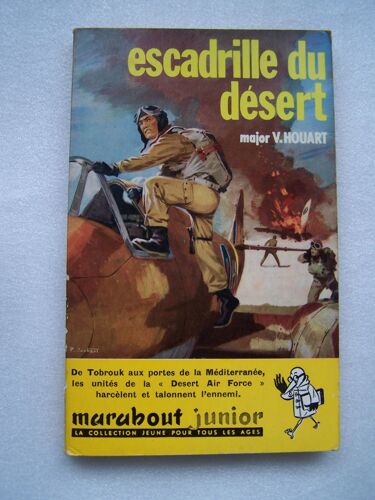 escadrille du
désert
major V.HOUART
P. Joubert
De Tobrouk aux portes de la Méditerranée,
les unités de la « Desert Air Force »
harcèlent et talonnent l'ennemi.
marabout junior
LA COLLECTION JEUNE POUR TOUS LES AGES